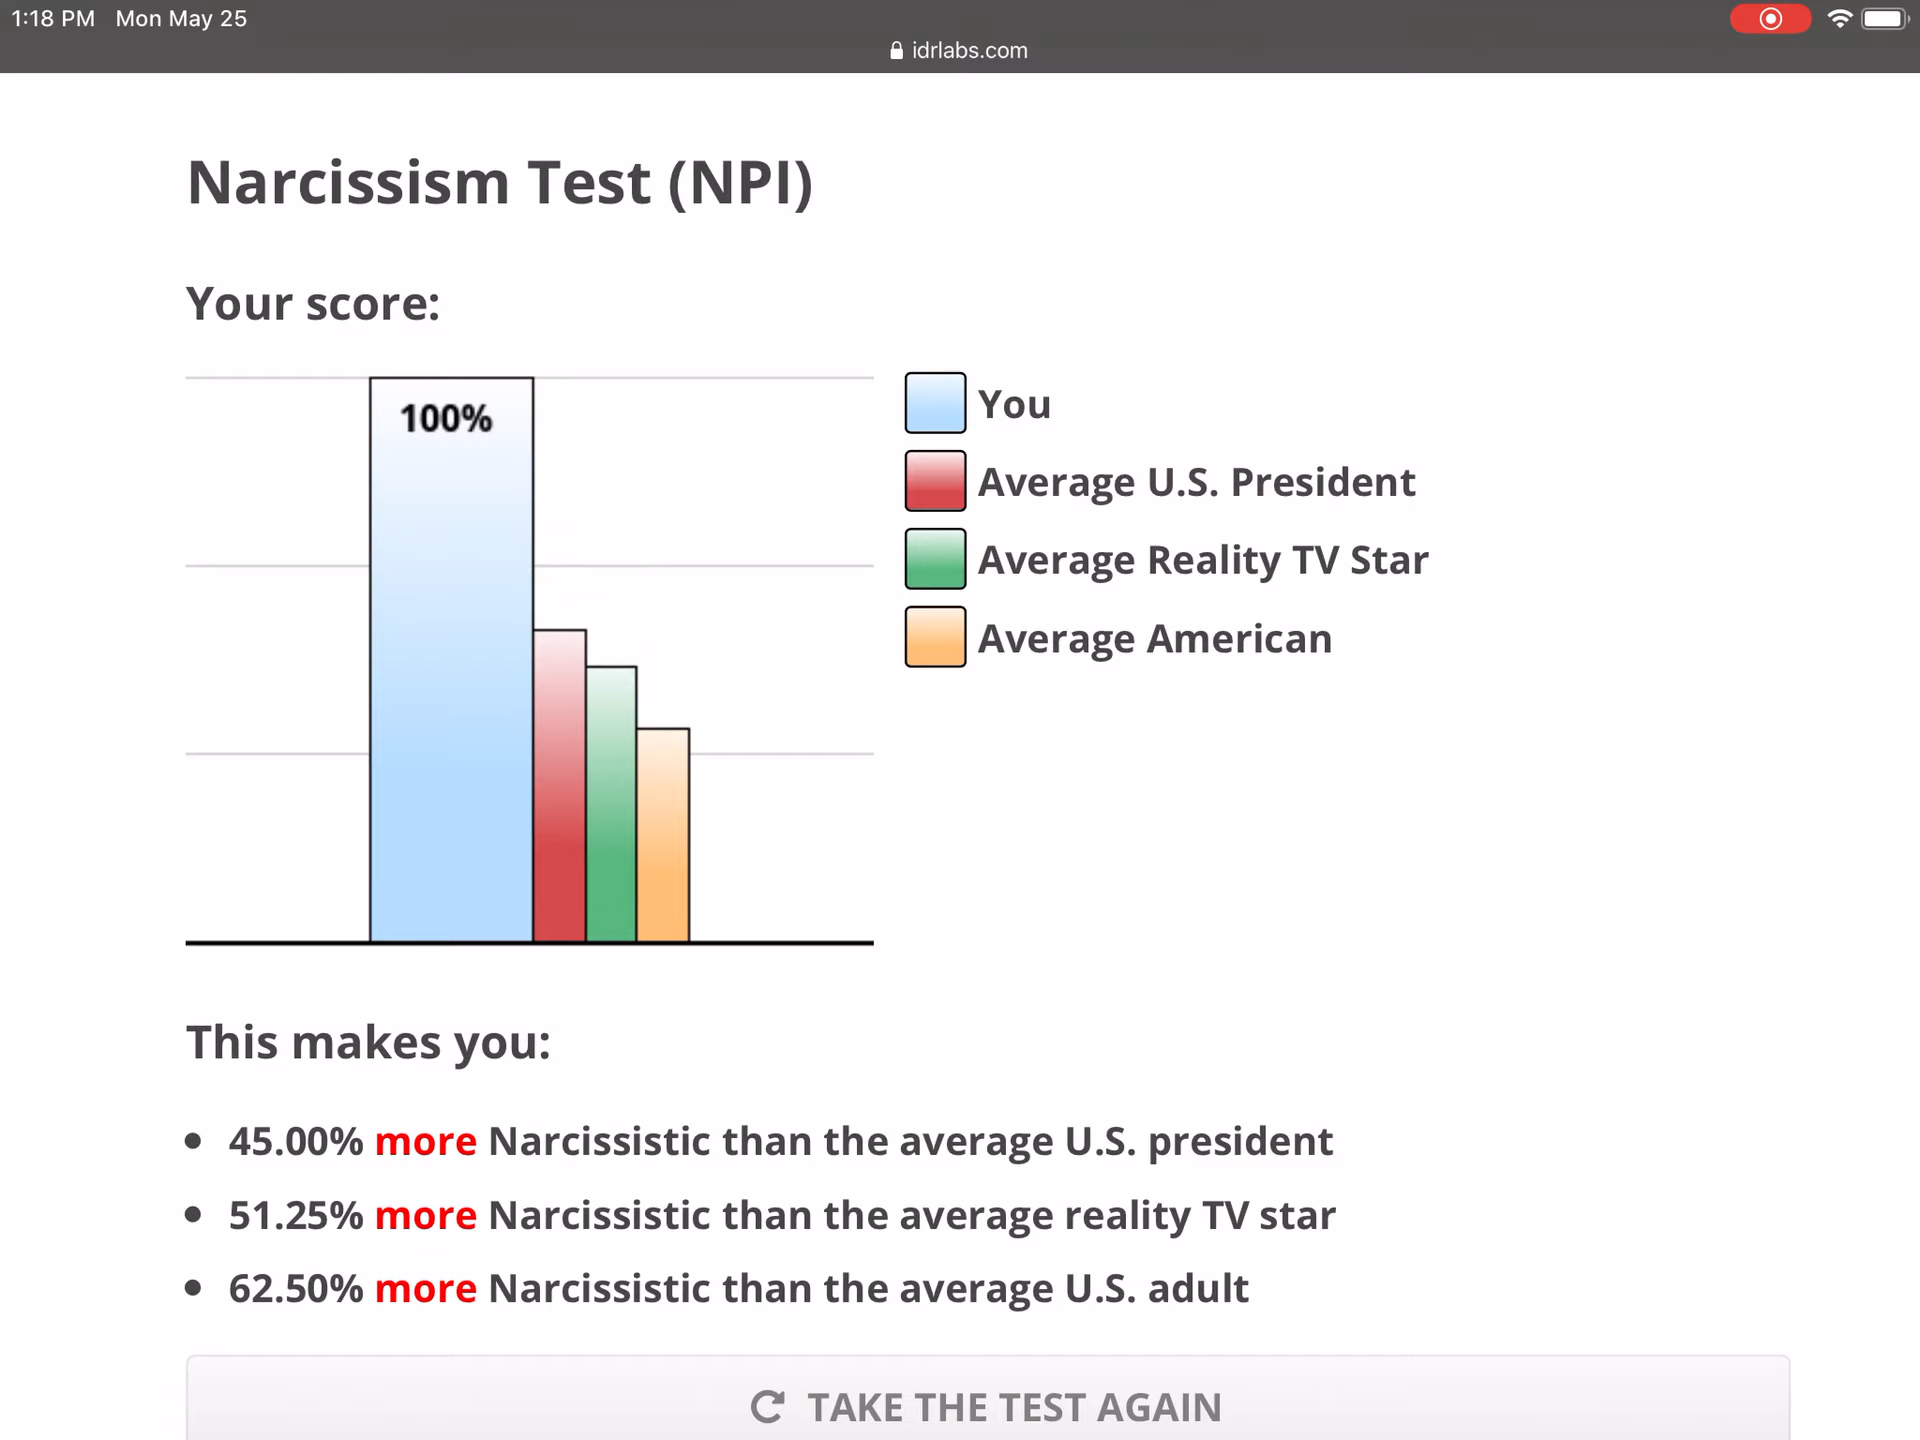 1:18 PM Mon May 25
idrlabs.com
Narcissism Test (NPI)
Your score:
100%
You
Average U.S. President
Average Reality TV Star
Average American
This makes you:
• 45.00% more Narcissistic than the average U.S. president
• 51.25% more Narcissistic than the average reality TV star
• 62.50% more Narcissistic than the average U.S. adult
TAKE THE TEST AGAIN